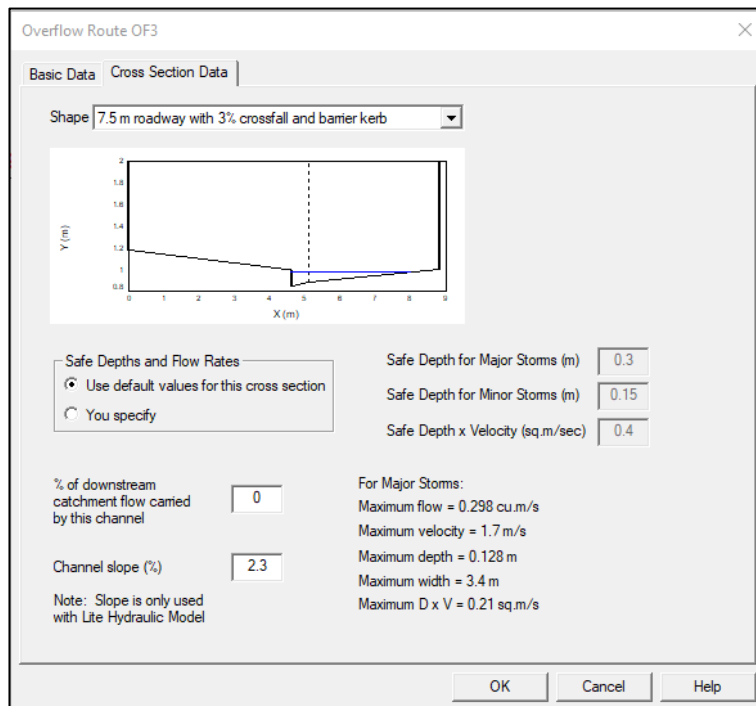 Overflow Route OF3
Basic Data
Cross Section Data
Shape
7.5 m roadway with 3% crossfall and barrier kerb
2
1.8
1.6
1.4
1.2
1
0.8
Y (m)
0 1 2 3 4 5 6 7 8 9
X (m)
Safe Depths and Flow Rates
Use default values for this cross section
You specify
Safe Depth for Major Storms (m) 0.3
Safe Depth for Minor Storms (m) 0.15
Safe Depth x Velocity (sq.m/sec) 0.4
% of downstream
catchment flow carried
by this channel
0
Channel slope (%) 2.3
Note: Slope is only used
with Lite Hydraulic Model
For Major Storms:
Maximum flow = 0.298 cu.m/s
Maximum velocity = 1.7 m/s
Maximum depth = 0.128 m
Maximum width = 3.4 m
Maximum D x V = 0.21 sq.m/s
OK
Cancel
Help